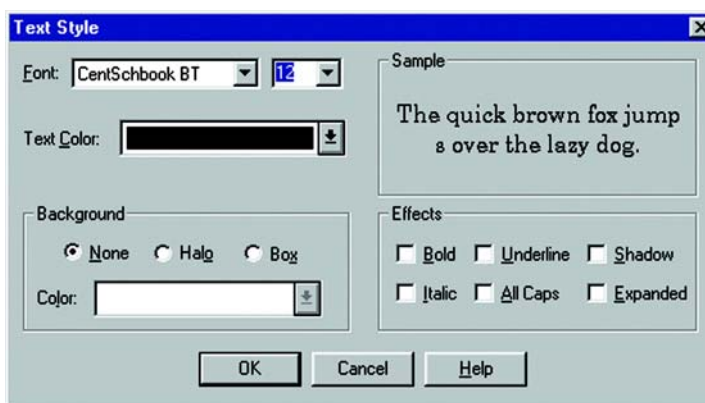 Text Style
Font: CentSchbook BT 12
Text Color:
Sample
The quick brown fox jump
s over the lazy dog.
Background
None Halo Box
Color:
Effects
Bold Underline Shadow
Italic All Caps Expanded
OK Cancel Help